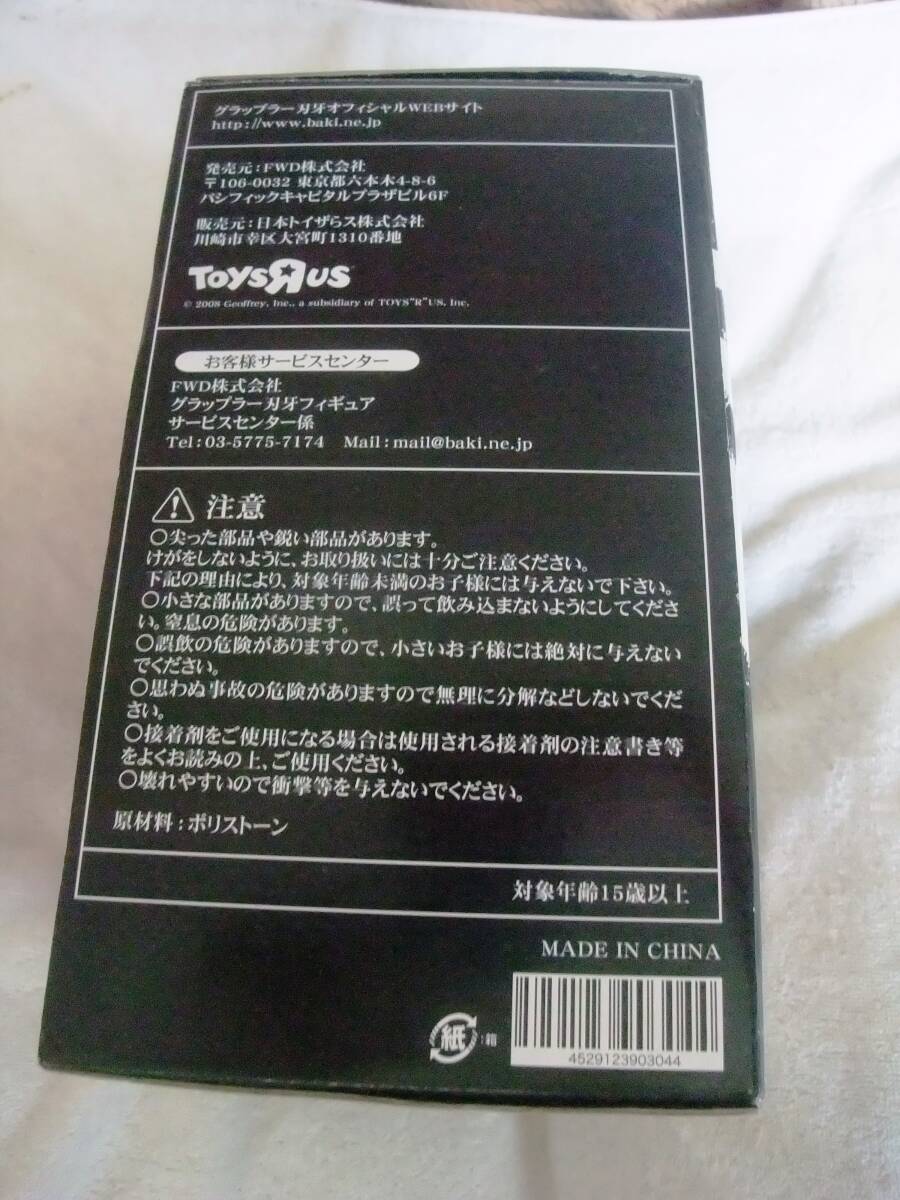 グラップラー刃牙オフィシャルWEBサイト
http://www.baki.ne.jp
発売元：FWD株式会社
〒106-0032 東京都六本木4-8-6
パシフィックキャピタルプラザビル6F
販売元：日本トイザらス株式会社
川崎市幸区大宮町1310番地
TOYSЯUS
© 2008 Geoffrey, Inc., a subsidiary of TOYS"R"US, Inc.
お客様サービスセンター
FWD株式会社
グラップラー刃牙フィギュア
サービスセンター係
Tel:03-5775-7174 Mail:mail@baki.ne.jp
注意
○尖った部品や鋭い部品があります。
けがをしないように、お取り扱いには十分ご注意ください。
下記の理由により、対象年齢未満のお子様には与えないで下さい。
○小さな部品がありますので、誤って飲み込まないようにしてくださ
い。窒息の危険があります。
○誤飲の危険がありますので、小さいお子様には絶対に与えない
でください。
○思わぬ事故の危険がありますので無理に分解などしないでくだ
さい。
○接着剤をご使用になる場合は使用される接着剤の注意書き等
をよくお読みの上、ご使用ください。
○壊れやすいので衝撃等を与えないでください。
原材料：ポリストーン
対象年齢15歳以上
MADE IN CHINA
紙：箱
4529123903044